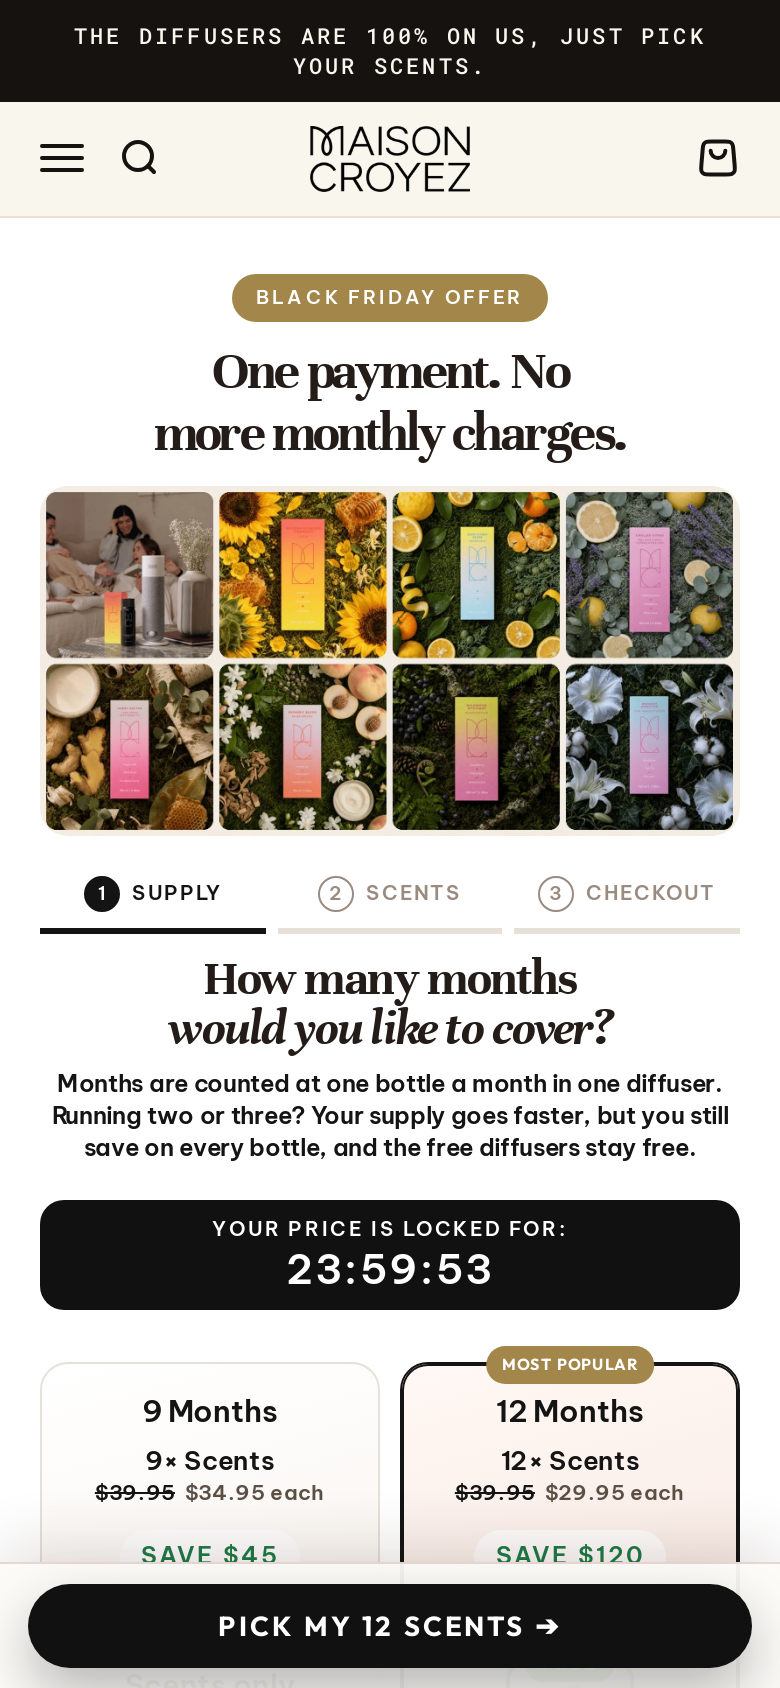 THE DIFFUSERS ARE 100% ON US, JUST PICK
YOUR SCENTS.
MAISON
CROYEZ
BLACK FRIDAY OFFER
One payment. No
more monthly charges.
1 SUPPLY
2 SCENTS
3 CHECKOUT
How many months
would you like to cover?
Months are counted at one bottle a month in one diffuser.
Running two or three? Your supply goes faster, but you still
save on every bottle, and the free diffusers stay free.
YOUR PRICE IS LOCKED FOR:
23:59:53
9 Months
9× Scents
$39.95 $34.95 each
SAVE $45
MOST POPULAR
12 Months
12× Scents
$39.95 $29.95 each
SAVE $120
PICK MY 12 SCENTS ➔
Scents only